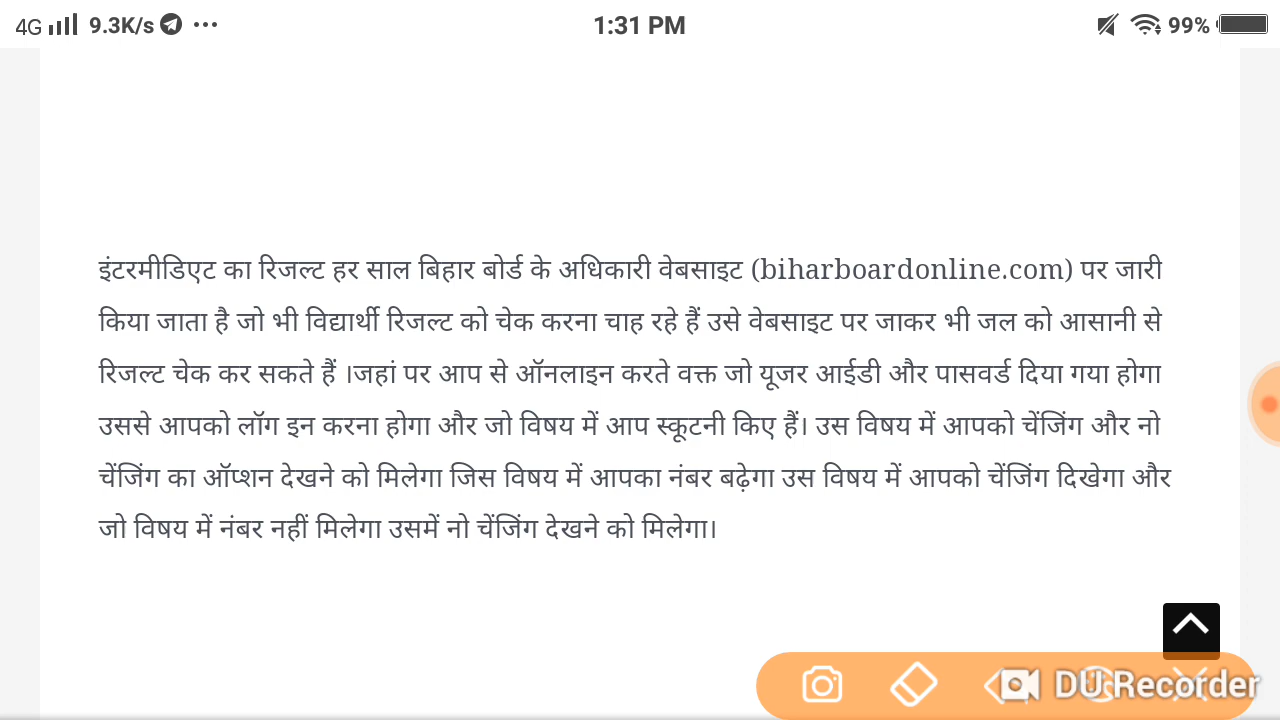 4G 9.3K/s ••• 1:31 PM 99%
इंटरमीडिएट का रिजल्ट हर साल बिहार बोर्ड के अधिकारी वेबसाइट (biharboardonline.com) पर जारी
किया जाता है जो भी विद्यार्थी रिजल्ट को चेक करना चाह रहे हैं उसे वेबसाइट पर जाकर भी जल को आसानी से
रिजल्ट चेक कर सकते हैं ।जहां पर आप से ऑनलाइन करते वक्त जो यूजर आईडी और पासवर्ड दिया गया होगा
उससे आपको लॉग इन करना होगा और जो विषय में आप स्कूटनी किए हैं। उस विषय में आपको चेंजिंग और नो
चेंजिंग का ऑप्शन देखने को मिलेगा जिस विषय में आपका नंबर बढ़ेगा उस विषय में आपको चेंजिंग दिखेगा और
जो विषय में नंबर नहीं मिलेगा उसमें नो चेंजिंग देखने को मिलेगा।
DU Recorder